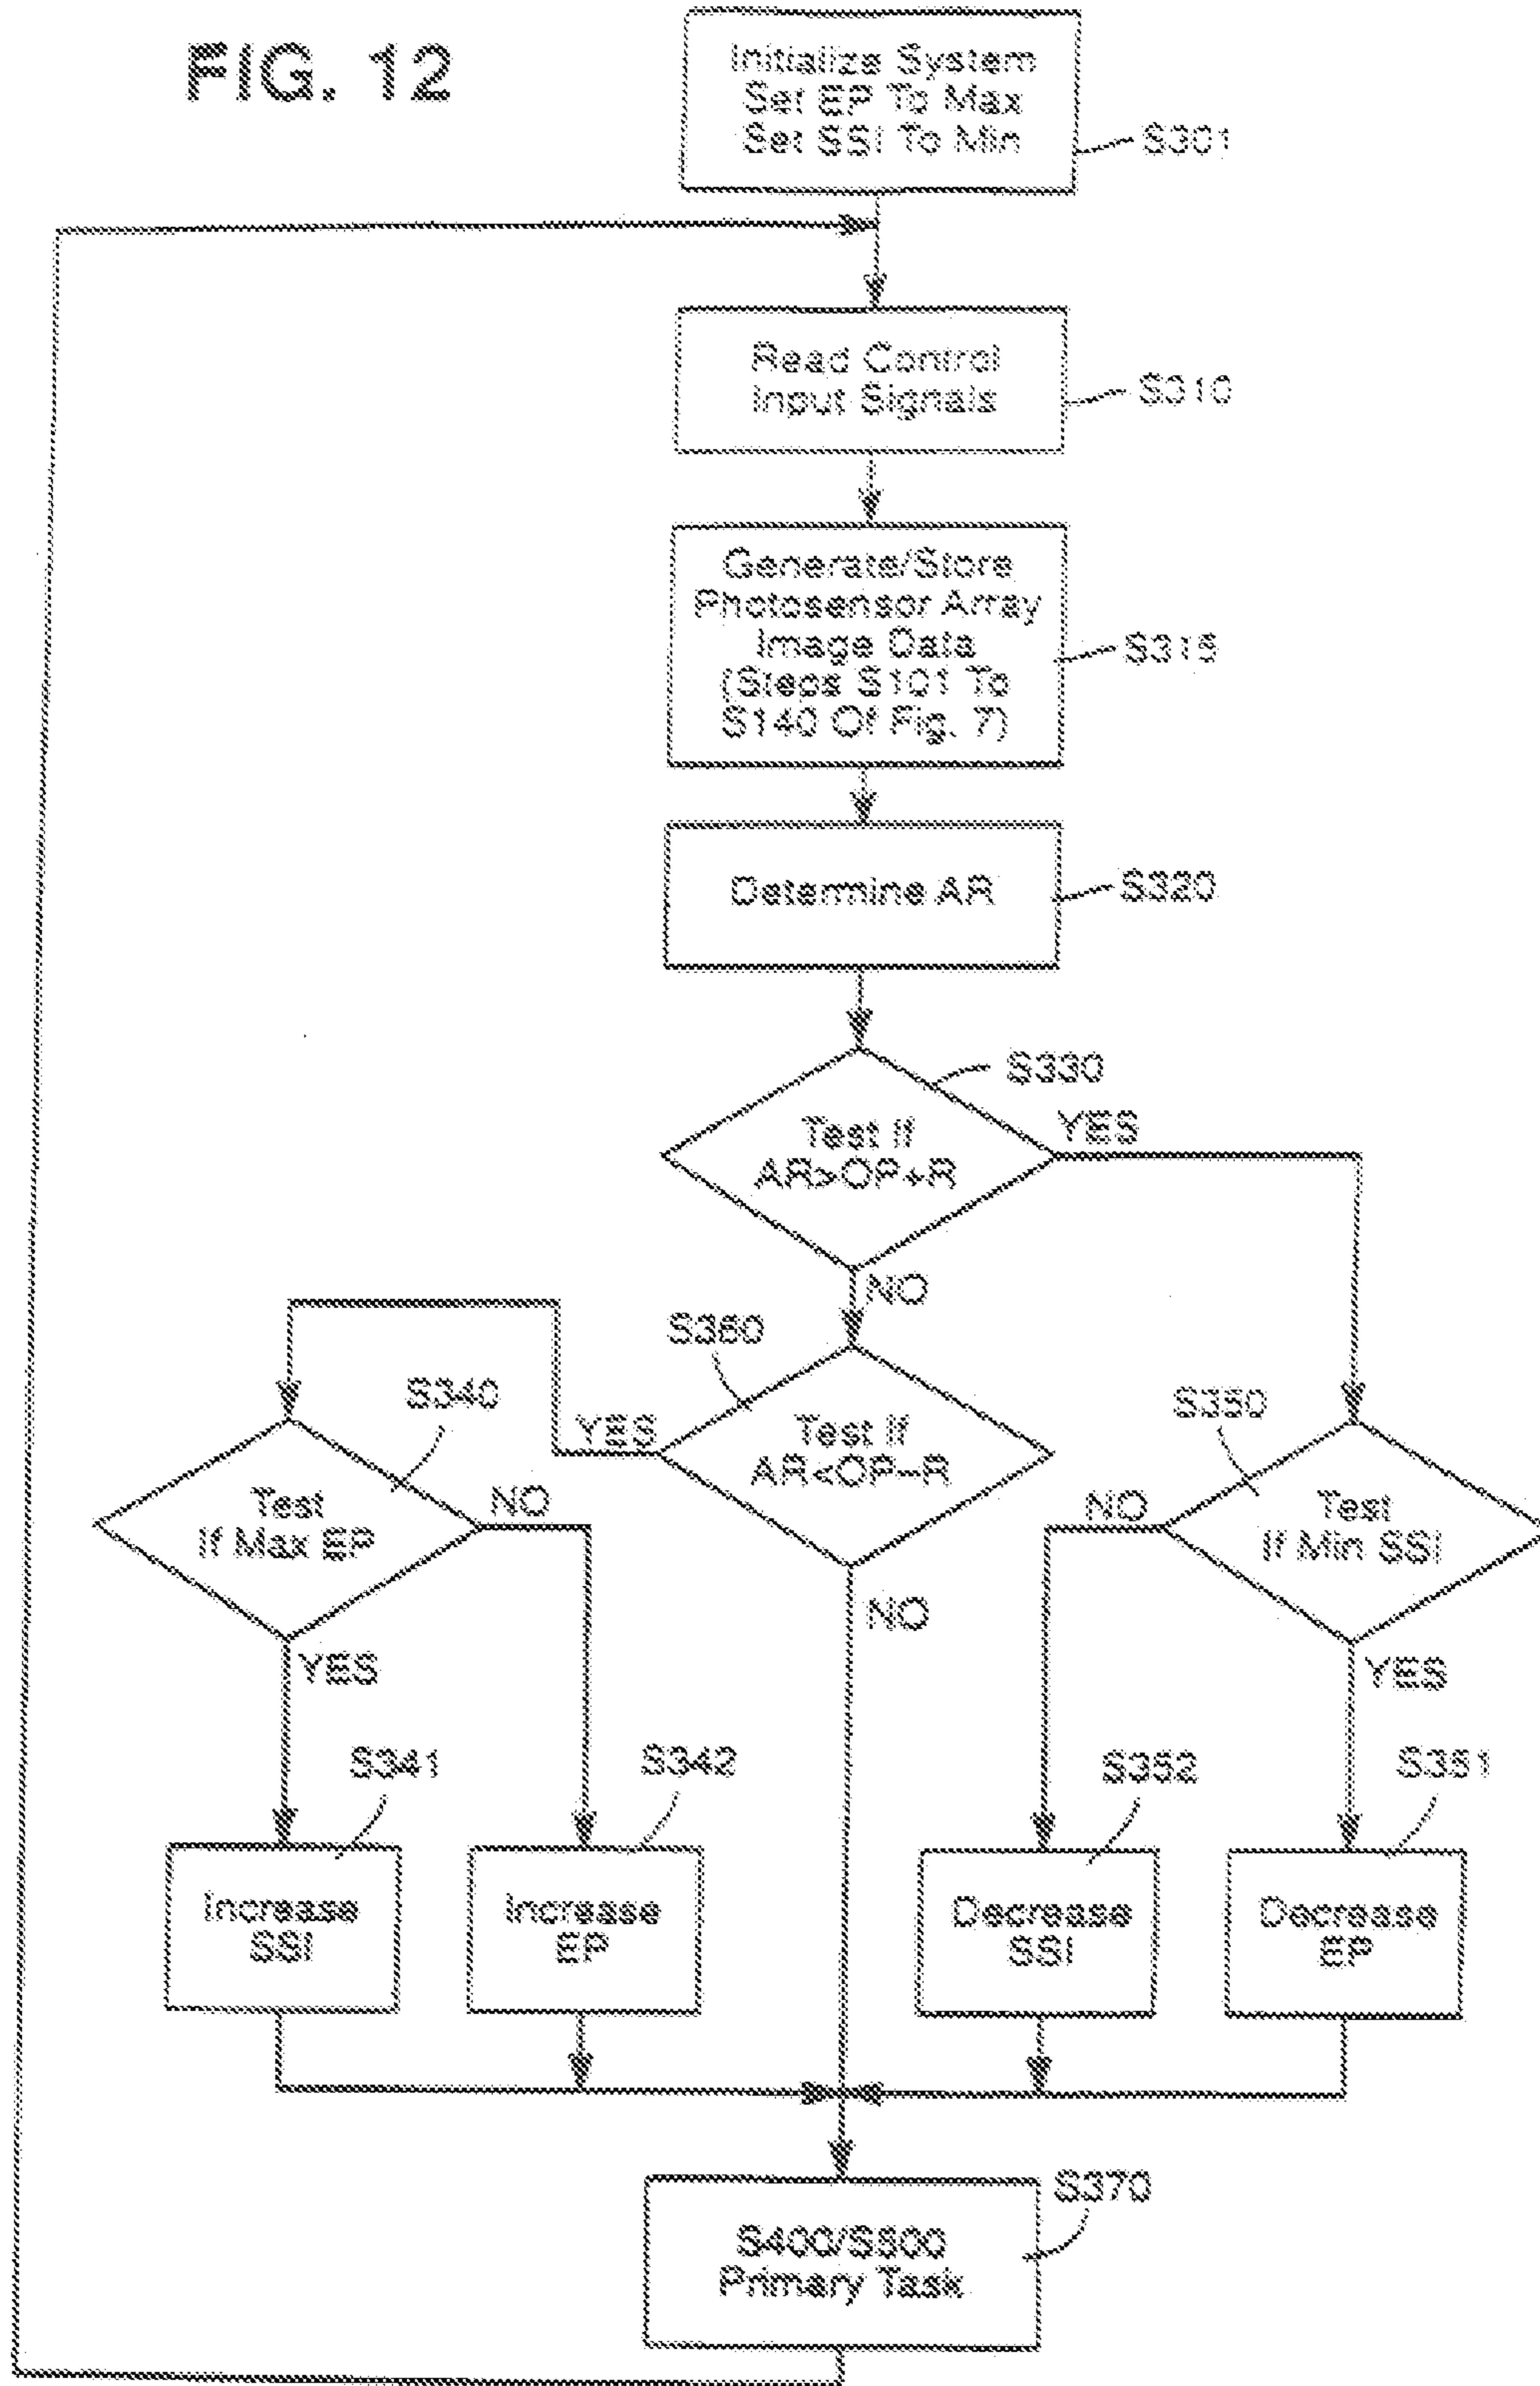 FIG. 12
Initialize System
Set EP To Max
Set SSI To Min
S301
Read Control
Input Signals
S310
Generate/Store
Photosensor Array
Image Data
(Steps S101 To
S140 Of Fig. 7)
S315
Determine AR
S320
S330
Test If
AR>OP+R
YES
NO
S360
Test If
AR<OP–R
YES
NO
S340
Test
If Max EP
NO
YES
S350
Test
If Min SSI
NO
YES
S341
Increase
SSI
S342
Increase
EP
S352
Decrease
SSI
S351
Decrease
EP
S370
S400/S500
Primary Task